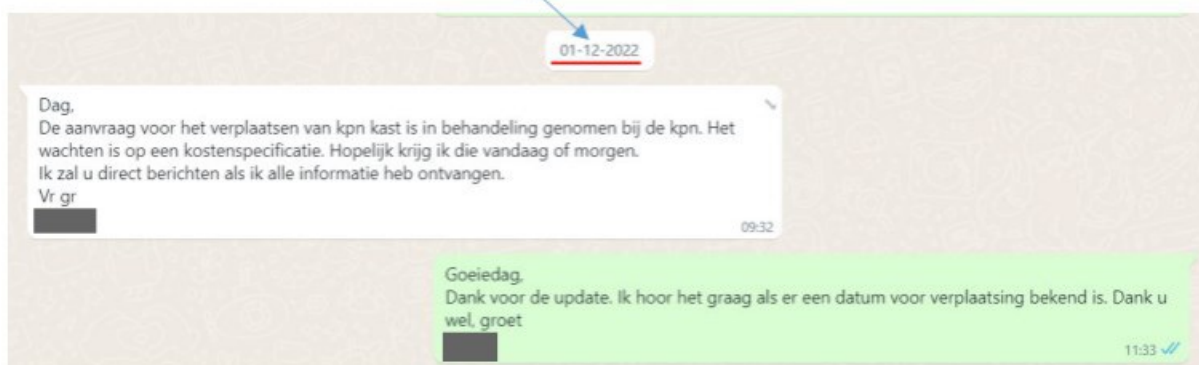 01-12-2022
Dag,
De aanvraag voor het verplaatsen van kpn kast is in behandeling genomen bij de kpn. Het
wachten is op een kostenspecificatie. Hopelijk krijg ik die vandaag of morgen.
Ik zal u direct berichten als ik alle informatie heb ontvangen.
Vr gr
09:32
Goeiedag,
Dank voor de update. Ik hoor het graag als er een datum voor verplaatsing bekend is. Dank u
wel, groet
11:33